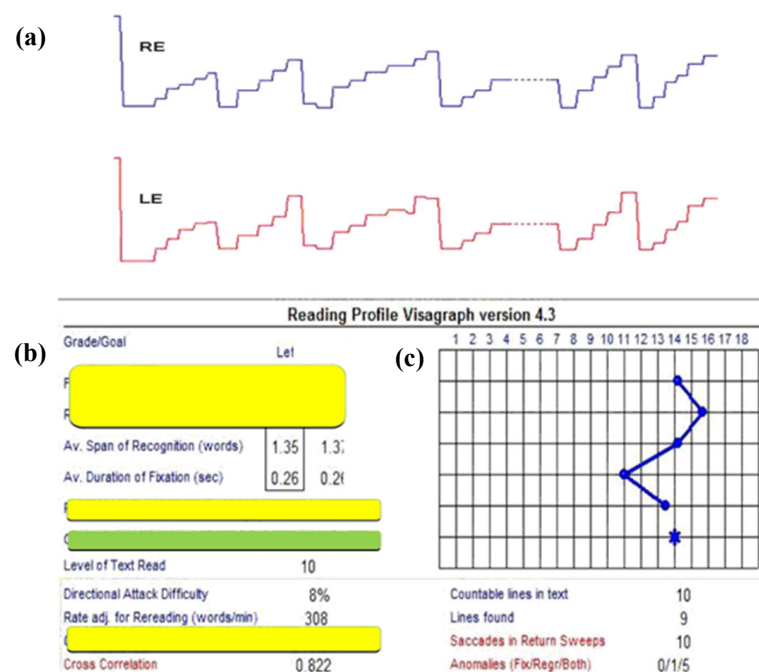 (a)
RE
LE
Reading Profile Visagraph version 4.3
(b)
Grade/Goal
(c)
1 2 3 4 5 6 7 8 9 10 11 12 13 14 15 16 17 18
Av. Span of Recognition (words) 1.35
Av. Duration of Fixation (sec) 0.26
Level of Text Read 10
Directional Attack Difficulty 8% Countable lines in text 10
Rate adj. for Rereading (words/min) 308 Lines found 9
Saccades in Return Sweeps 10
Cross Correlation 0.822 Anomalies (Fix/Regr/Both) 0/1/5